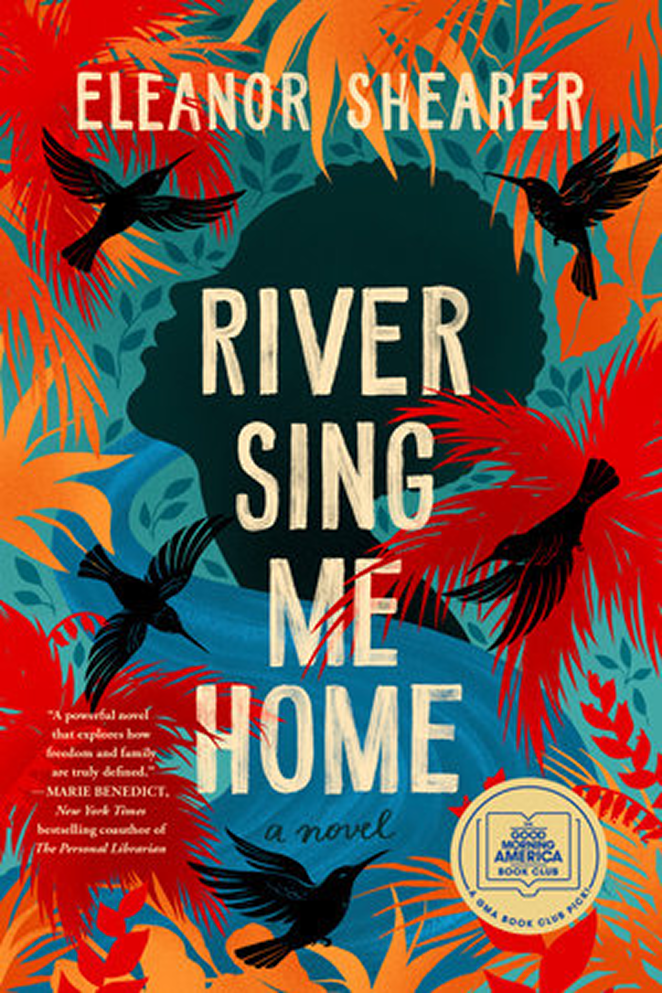 ELEANOR SHEARER
RIVER
SING
ME
HOME
a novel
"A powerful novel
that explores how
freedom and family
are truly defined."
—MARIE BENEDICT,
New York Times
bestselling coauthor of
The Personal Librarian
GOOD
MORNING
AMERICA
BOOK CLUB
A GMA BOOK CLUB PICK!